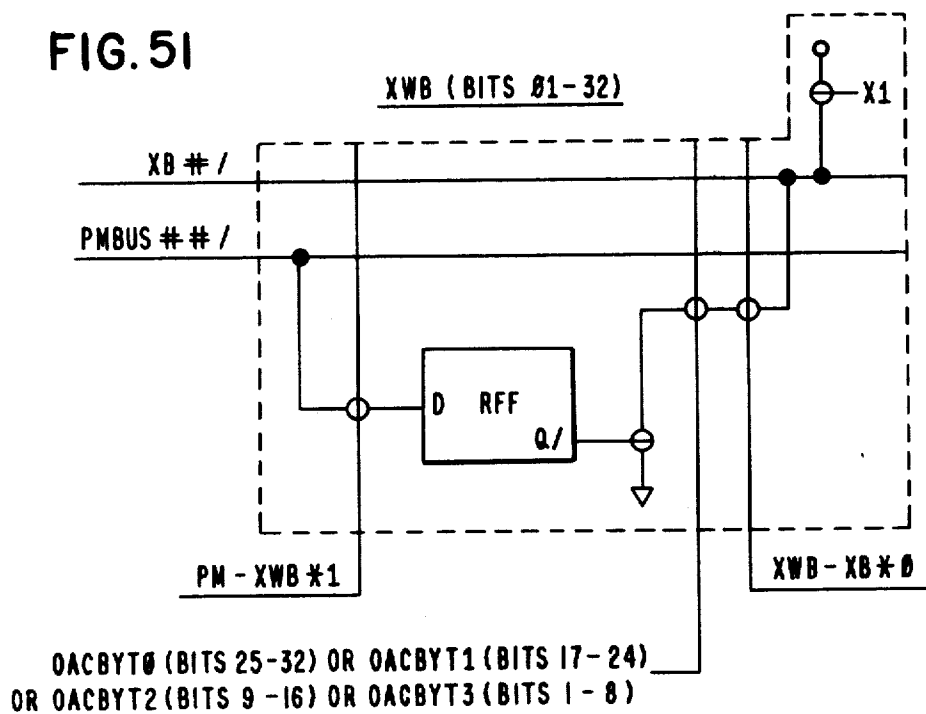 FIG. 51
XWB (BITS Ø1-32)
X1
XB # /
PMBUS # # /
D RFF
Q/
PM - XWB * 1
XWB - XB * Ø
OACBYTØ (BITS 25-32) OR OACBYT1 (BITS 17-24)
OR OACBYT2 (BITS 9-16) OR OACBYT3 (BITS 1-8)